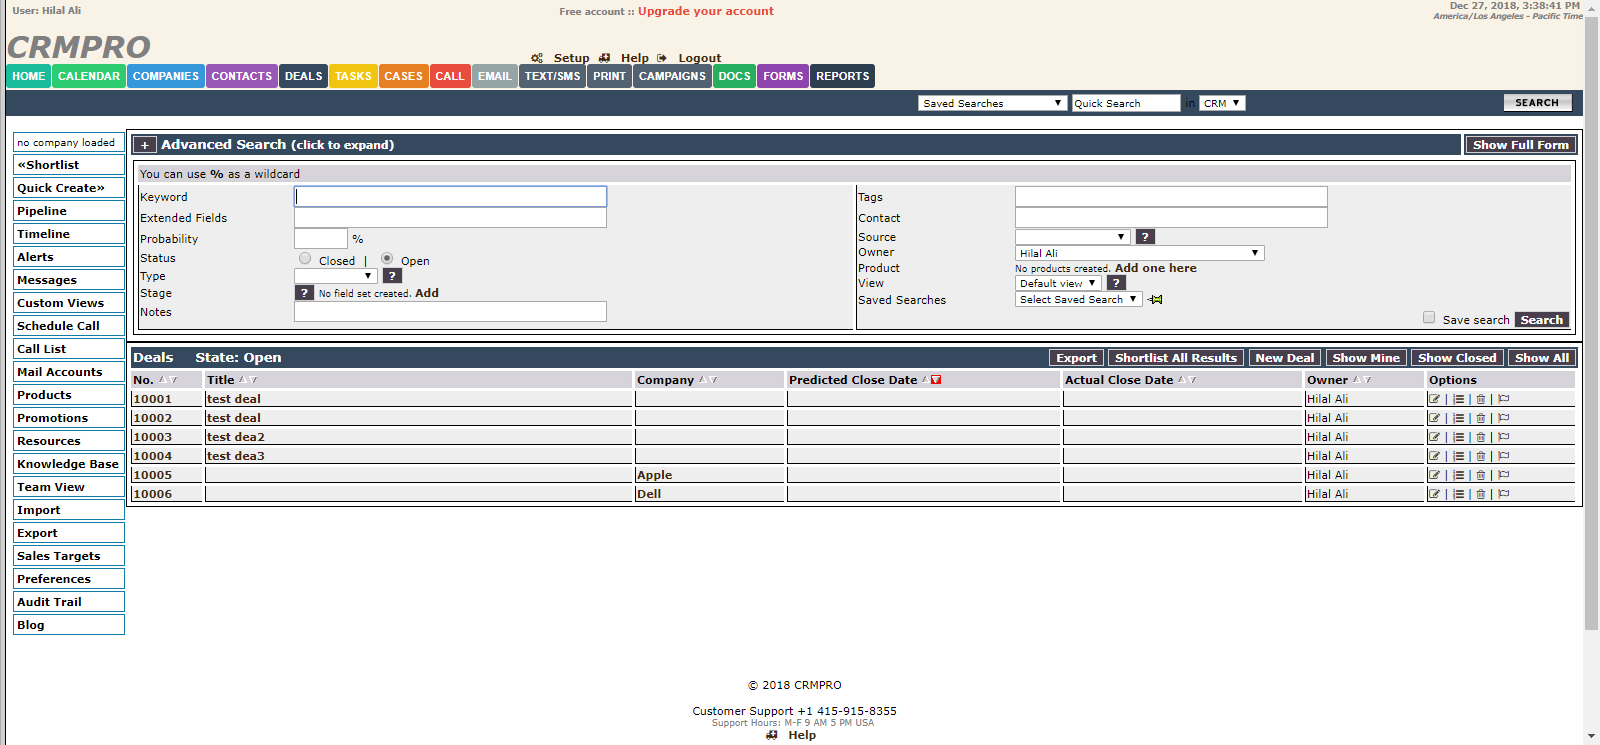 User: Hilal Ali
Free account :: Upgrade your account
Dec 27, 2018, 3:38:41 PM
America/Los Angeles - Pacific Time
CRMPRO
Setup Help Logout
HOME CALENDAR COMPANIES CONTACTS DEALS TASKS CASES CALL EMAIL TEXT/SMS PRINT CAMPAIGNS DOCS FORMS REPORTS
Saved Searches Quick Search in CRM SEARCH
no company loaded
«Shortlist
Quick Create»
Pipeline
Timeline
Alerts
Messages
Custom Views
Schedule Call
Call List
Mail Accounts
Products
Promotions
Resources
Knowledge Base
Team View
Import
Export
Sales Targets
Preferences
Audit Trail
Blog
+ Advanced Search (click to expand) Show Full Form
You can use % as a wildcard
Keyword
Extended Fields
Probability %
Status Closed | Open
Type ?
Stage ? No field set created. Add
Notes
Tags
Contact
Source ?
Owner Hilal Ali
Product No products created. Add one here
View Default view ?
Saved Searches Select Saved Search
Save search Search
Deals State: Open Export Shortlist All Results New Deal Show Mine Show Closed Show All
No. Title Company Predicted Close Date Actual Close Date Owner Options
10001 test deal Hilal Ali | | |
10002 test deal Hilal Ali | | |
10003 test dea2 Hilal Ali | | |
10004 test dea3 Hilal Ali | | |
10005 Apple Hilal Ali | | |
10006 Dell Hilal Ali | | |
© 2018 CRMPRO
Customer Support +1 415-915-8355
Support Hours: M-F 9 AM 5 PM USA
Help